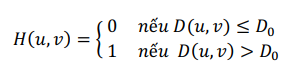 H(u, v) = { 0 nếu D(u, v) ≤ D₀
1 nếu D(u, v) > D₀